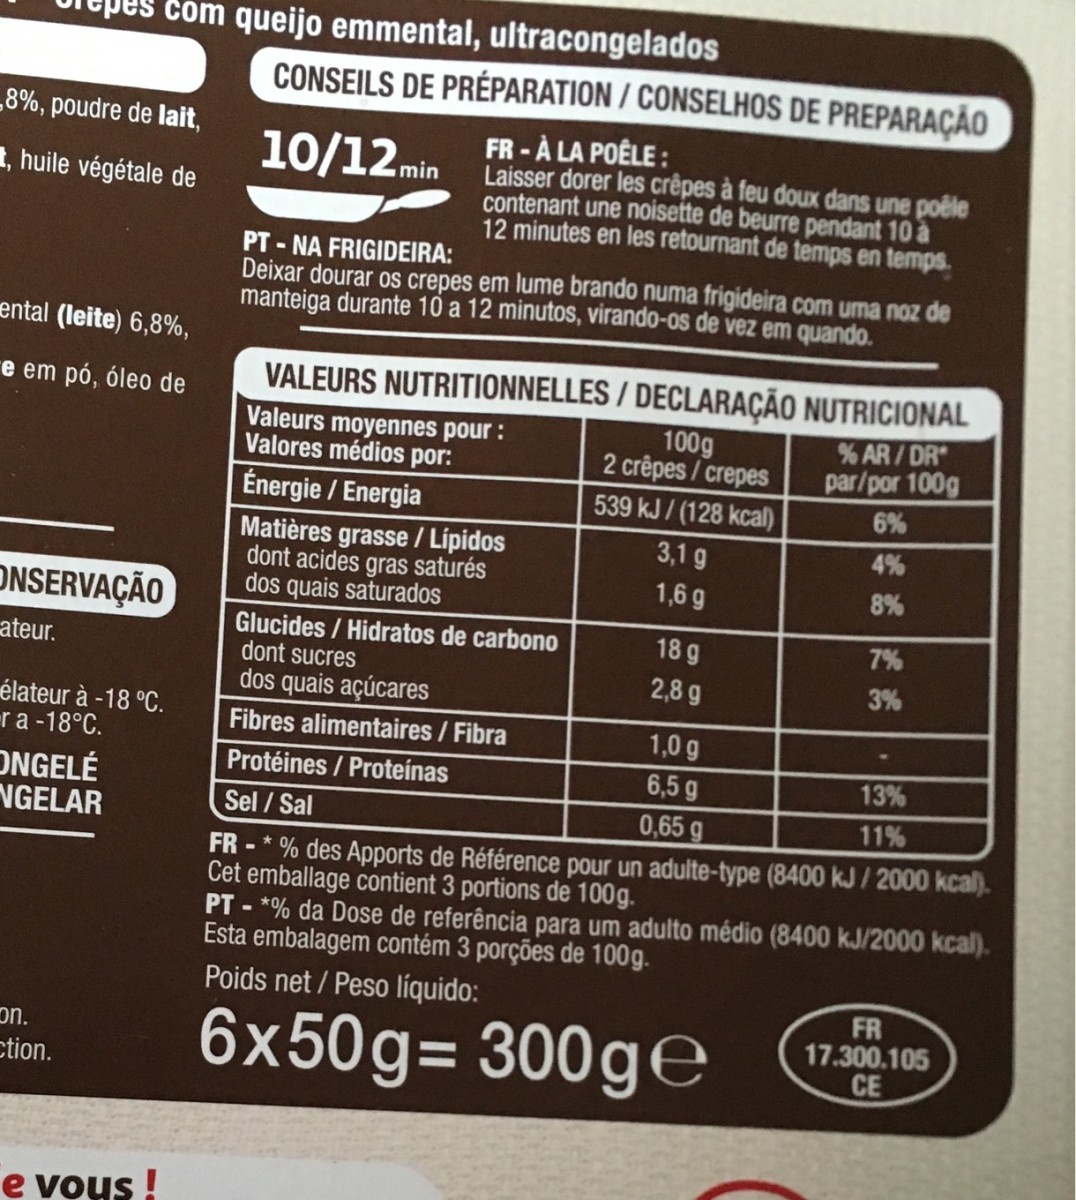 com queijo emmental, ultracongelados
,8%, poudre de lait,
huile végétale de
(leite) 6,8%,
em pó, óleo de
ateur.
à -18 ºC.
a -18°C.
on.
CONSEILS DE PRÉPARATION / CONSELHOS DE PREPARAÇÃO
10/12 min
FR - À LA POÊLE :
Laisser dorer les crêpes à feu doux dans une poêle
contenant une noisette de beurre pendant 10 à
12 minutes en les retournant de temps en temps.
PT - NA FRIGIDEIRA:
Deixar dourar os crepes em lume brando numa frigideira com uma noz de
manteiga durante 10 a 12 minutos, virando-os de vez em quando.
VALEURS NUTRITIONNELLES / DECLARAÇÃO NUTRICIONAL
Valeurs moyennes pour : 100g % AR / DR*
Valores médios por: 2 crêpes / crepes par/por 100g
Énergie / Energia 539 kJ / (128 kcal) 6%
Matières grasse / Lípidos 3,1 g 4%
dont acides gras saturés
dos quais saturados 1,6 g 8%
Glucides / Hidratos de carbono 18 g 7%
dont sucres
dos quais açúcares 2,8 g 3%
Fibres alimentaires / Fibra 1,0 g -
Protéines / Proteínas 6,5 g 13%
Sel / Sal 0,65 g 11%
FR - * % des Apports de Référence pour un adulte-type (8400 kJ / 2000 kcal).
Cet emballage contient 3 portions de 100g.
PT - *% da Dose de referência para um adulto médio (8400 kJ/2000 kcal).
Esta embalagem contém 3 porções de 100g.
Poids net / Peso líquido:
6x50g= 300g e
FR
17.300.105
CE
e vous !